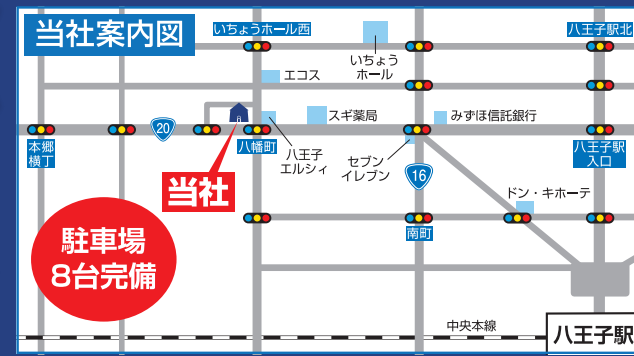 当社案内図
いちょうホール西
八王子駅北
いちょう
ホール
エコス
20
スギ薬局
みずほ信託銀行
本郷
横丁
八幡町
八王子
エルシィ
セブン
イレブン
八王子駅
入口
当社
16
ドン・キホーテ
駐車場
8台完備
南町
中央本線
八王子駅